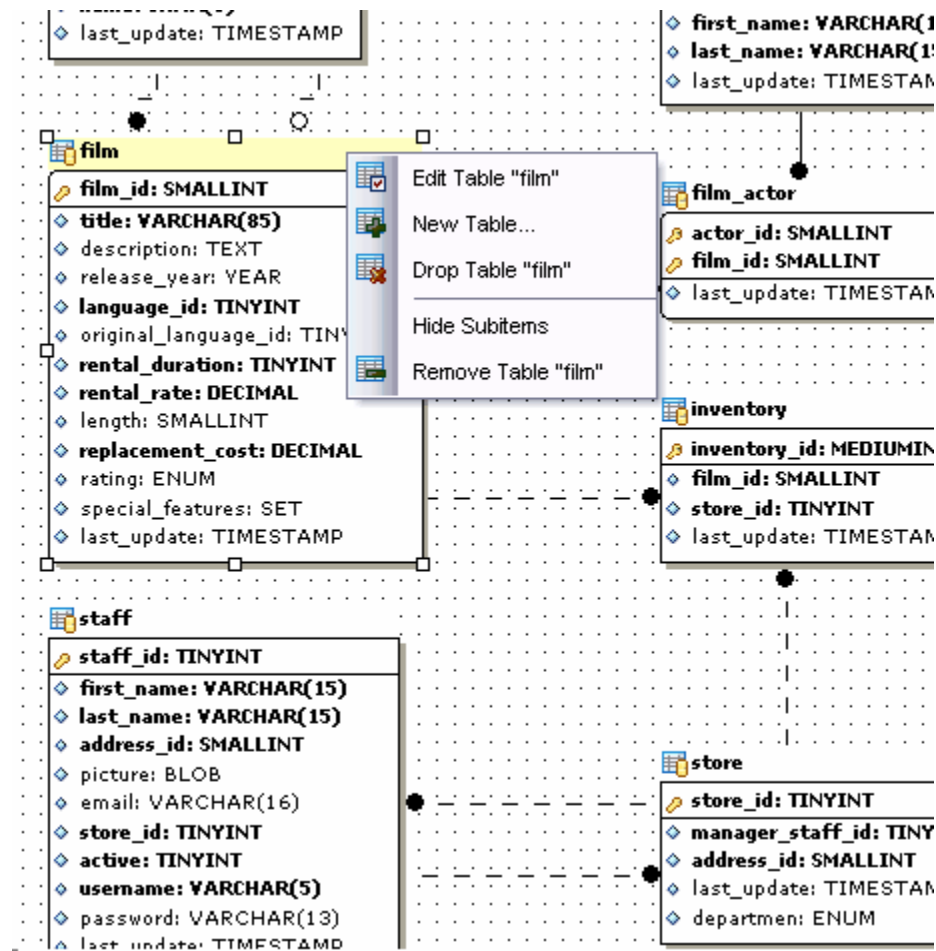 last_update: TIMESTAMP
first_name: VARCHAR(1
last_name: VARCHAR(15
last_update: TIMESTAM
film
film_id: SMALLINT
title: VARCHAR(85)
description: TEXT
release_year: YEAR
language_id: TINYINT
original_language_id: TINY
rental_duration: TINYINT
rental_rate: DECIMAL
length: SMALLINT
replacement_cost: DECIMAL
rating: ENUM
special_features: SET
last_update: TIMESTAMP
Edit Table "film"
New Table...
Drop Table "film"
Hide Subitems
Remove Table "film"
film_actor
actor_id: SMALLINT
film_id: SMALLINT
last_update: TIMESTAM
inventory
inventory_id: MEDIUMIN
film_id: SMALLINT
store_id: TINYINT
last_update: TIMESTAM
staff
staff_id: TINYINT
first_name: VARCHAR(15)
last_name: VARCHAR(15)
address_id: SMALLINT
picture: BLOB
email: VARCHAR(16)
store_id: TINYINT
active: TINYINT
username: VARCHAR(5)
password: VARCHAR(13)
last_update: TIMESTAMP
store
store_id: TINYINT
manager_staff_id: TINY
address_id: SMALLINT
last_update: TIMESTAM
departmen: ENUM